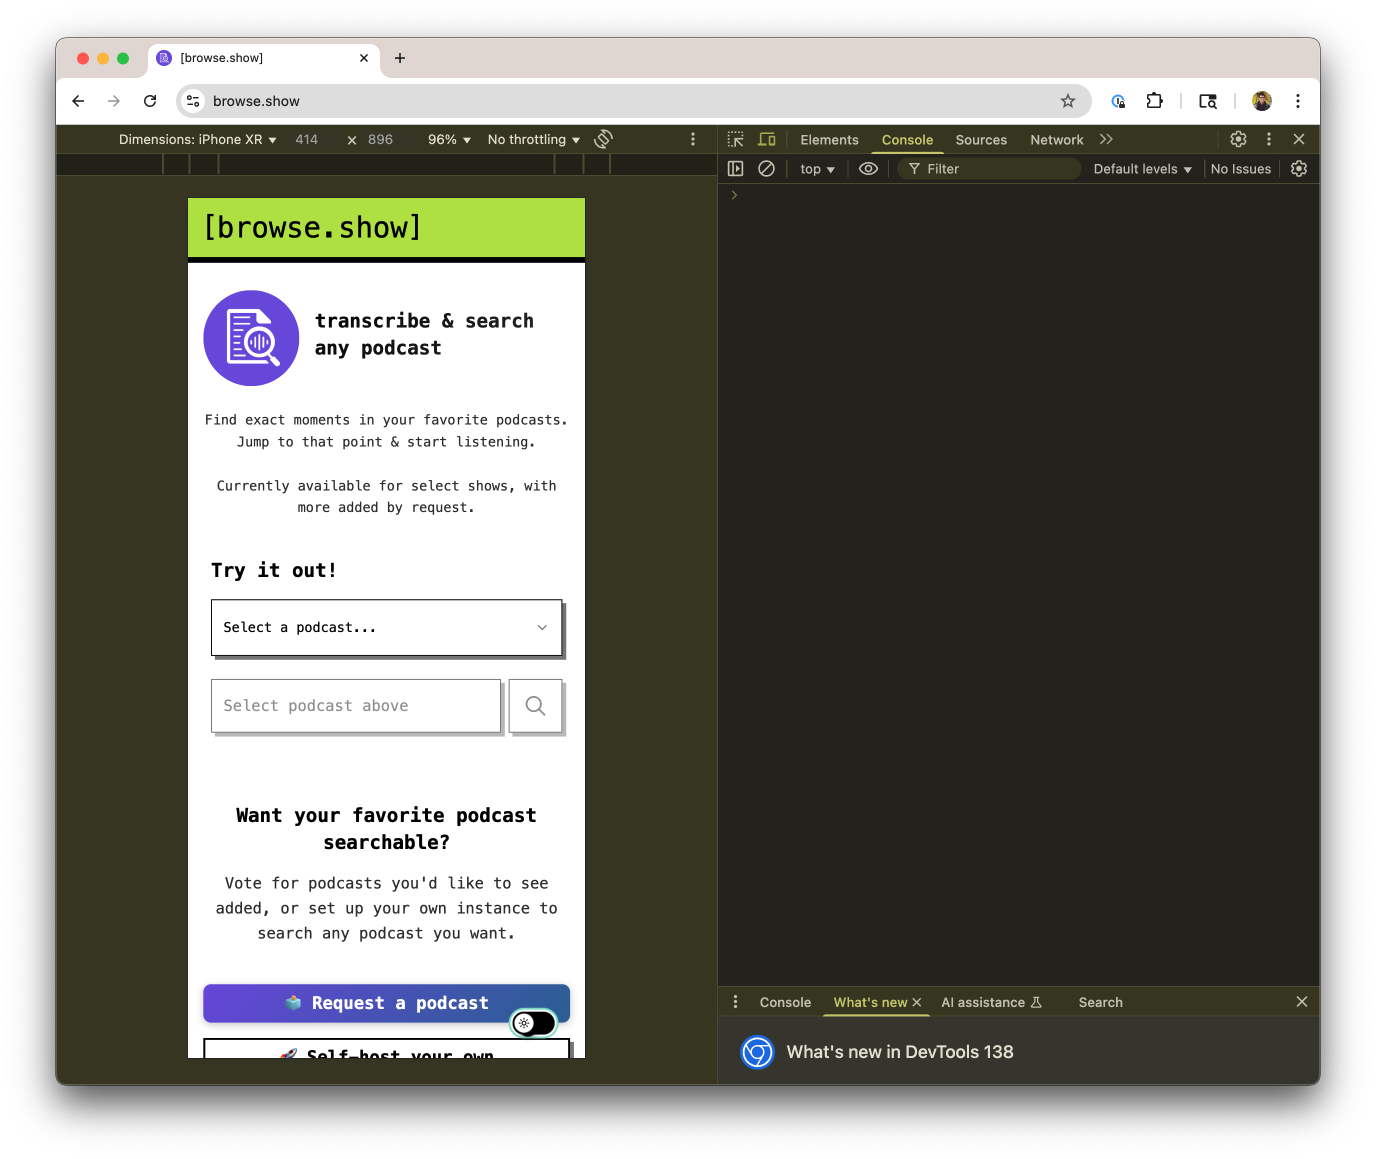 [browse.show]
browse.show
Dimensions: iPhone XR 414 × 896 96% No throttling
Elements Console Sources Network
top Filter Default levels No Issues
[browse.show]
transcribe & search
any podcast
Find exact moments in your favorite podcasts.
Jump to that point & start listening.
Currently available for select shows, with
more added by request.
Try it out!
Select a podcast...
Select podcast above
Want your favorite podcast
searchable?
Vote for podcasts you'd like to see
added, or set up your own instance to
search any podcast you want.
Request a podcast
Self-host your own
Console What's new AI assistance Search
What's new in DevTools 138